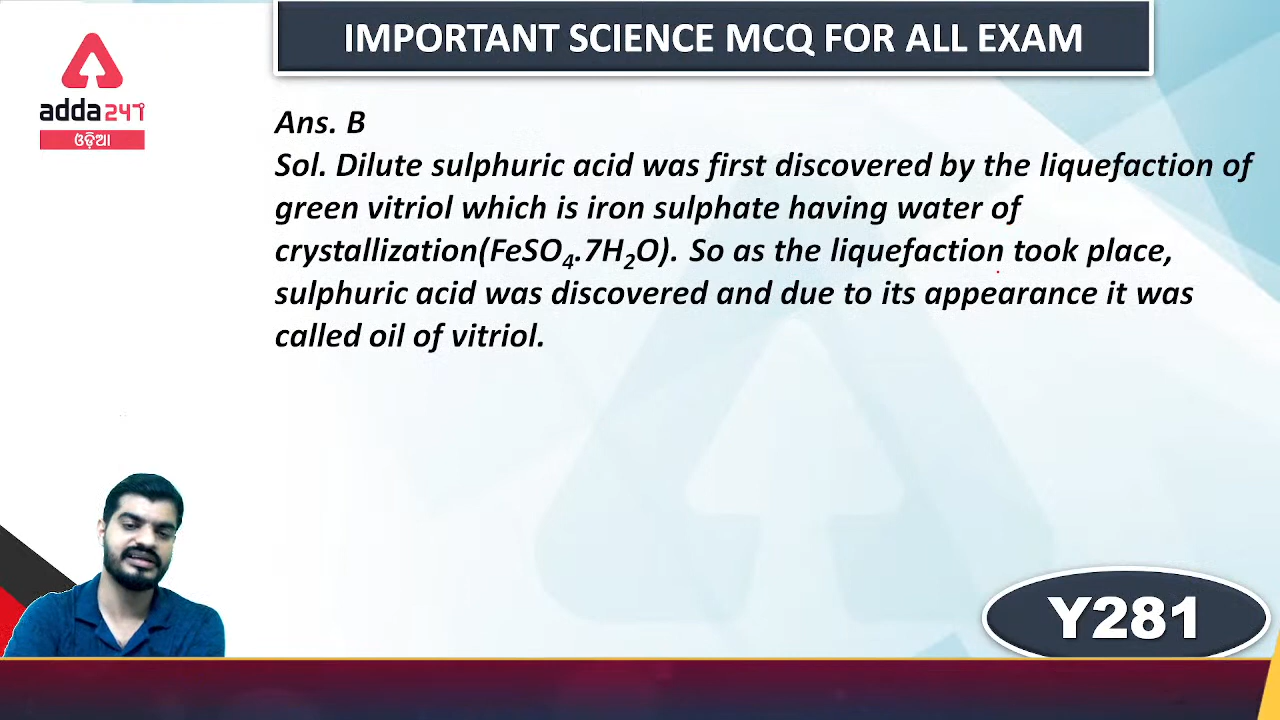 IMPORTANT SCIENCE MCQ FOR ALL EXAM
adda247
ଓଡ଼ିଆ
Ans. B
Sol. Dilute sulphuric acid was first discovered by the liquefaction of
green vitriol which is iron sulphate having water of
crystallization(FeSO₄.7H₂O). So as the liquefaction took place,
sulphuric acid was discovered and due to its appearance it was
called oil of vitriol.
Y281